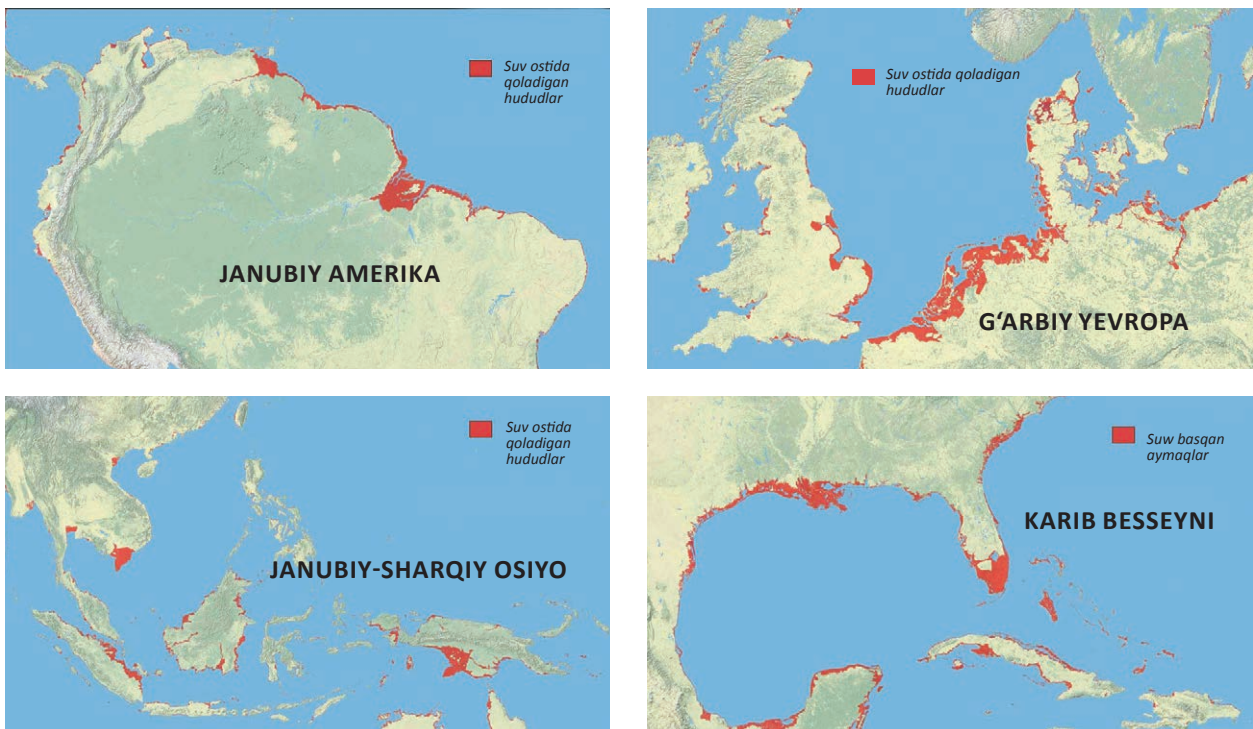 Suv ostida
qoladigan
hududlar
JANUBIY AMERIKA
Suv ostida qoladigan
hududlar
G‘ARBIY YEVROPA
Suv ostida
qoladigan
hududlar
JANUBIY-SHARQIY OSIYO
Suw basqan
aymaqlar
KARIB BESSEYNI